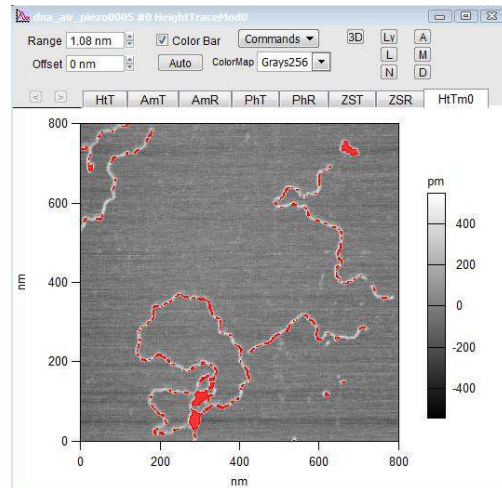 dna_air_piezo0005 #0 HeightTraceMod0
Range 1.08 nm Color Bar Commands 3D Ly A
Offset 0 nm Auto ColorMap Grays256 L M
N D
< > HtT AmT AmR PhT PhR ZST ZSR HtTm0
800
600
400
200
0
nm
0 200 400 600 800
nm
pm
400
200
0
-200
-400